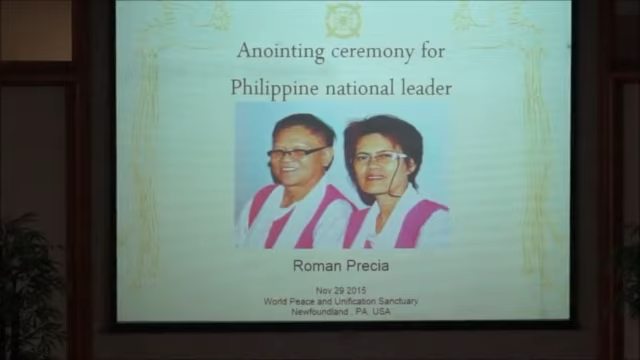 Anointing ceremony for
Philippine national leader
Roman Precia
Nov 29 2015
World Peace and Unification Sanctuary
Newfoundland , PA, USA